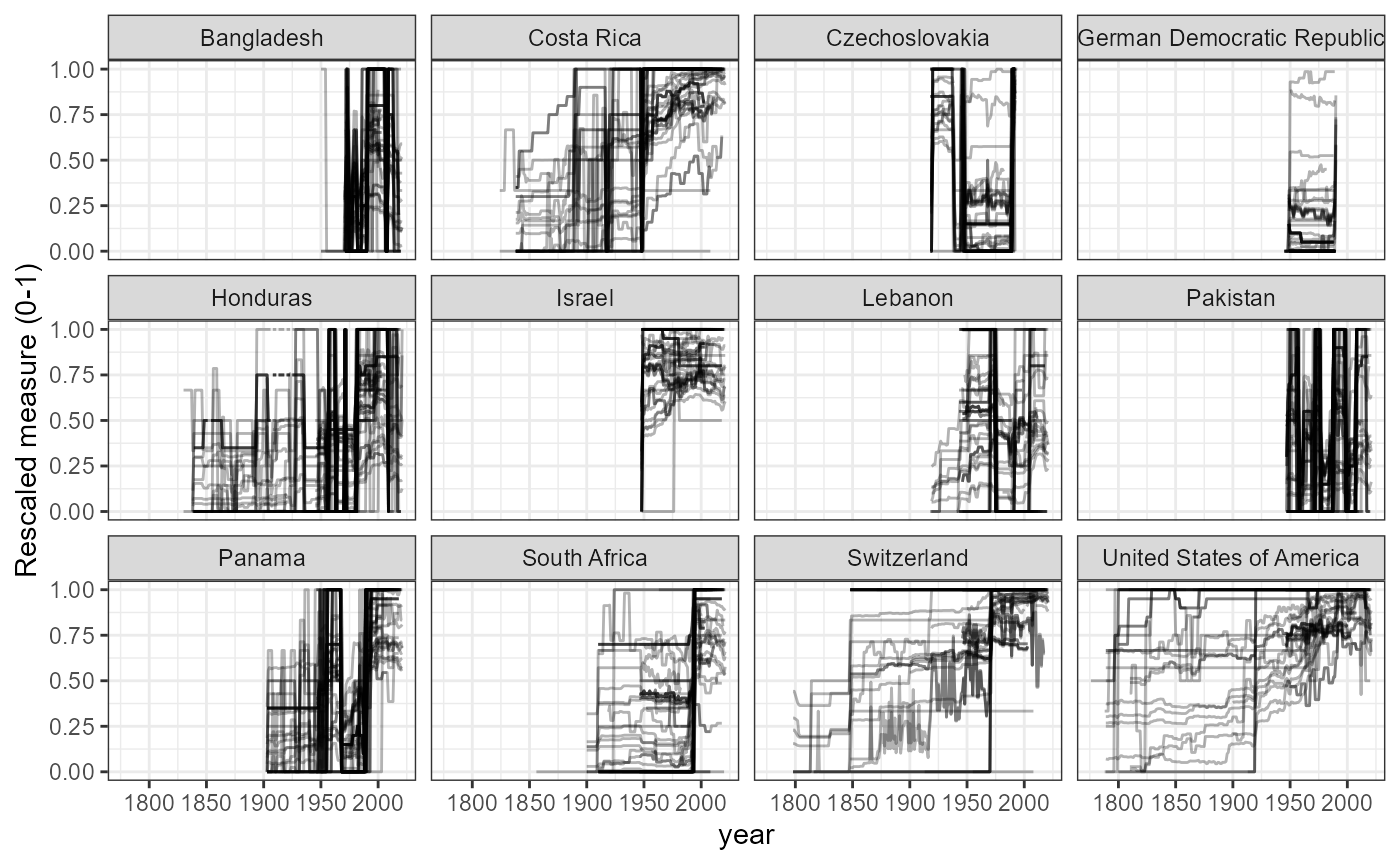 Bangladesh Costa Rica Czechoslovakia German Democratic Republic
1.00
0.75
0.50
0.25
0.00
Honduras Israel Lebanon Pakistan
1.00
0.75
0.50
0.25
0.00
Panama South Africa Switzerland United States of America
1.00
0.75
0.50
0.25
0.00
1800 1850 1900 1950 2000 1800 1850 1900 1950 2000 1800 1850 1900 1950 2000 1800 1850 1900 1950 2000
year
Rescaled measure (0-1)